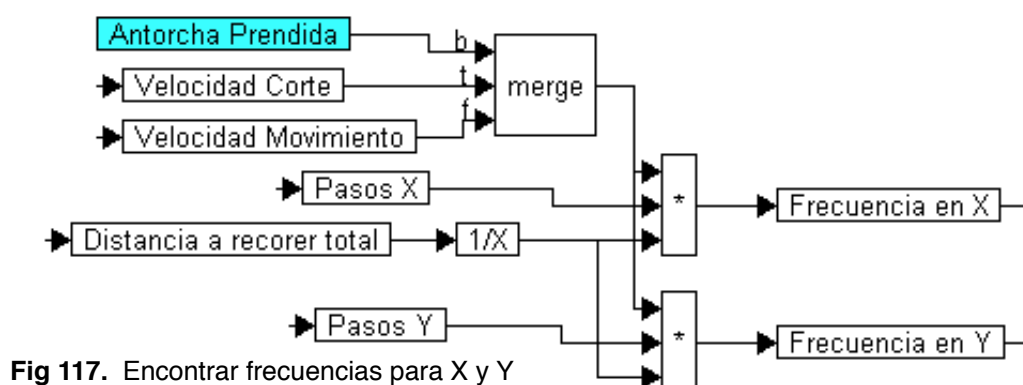 Antorcha Prendida
b
Velocidad Corte
t
merge
Velocidad Movimiento
f
Pasos X
*
Frecuencia en X
Distancia a recorer total
1/X
Pasos Y
*
Frecuencia en Y
Fig 117. Encontrar frecuencias para X y Y